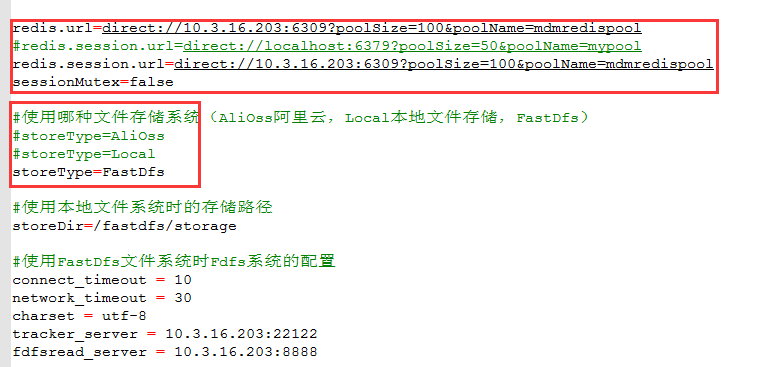 redis.url=direct://10.3.16.203:6309?poolSize=100&poolName=mdmredispool
#redis.session.url=direct://localhost:6379?poolSize=50&poolName=mypool
redis.session.url=direct://10.3.16.203:6309?poolSize=100&poolName=mdmredispool
sessionMutex=false
#使用哪种文件存储系统（AliOss阿里云，Local本地文件存储，FastDfs）
#storeType=AliOss
#storeType=Local
storeType=FastDfs
#使用本地文件系统时的存储路径
storeDir=/fastdfs/storage
#使用FastDfs文件系统时Fdfs系统的配置
connect_timeout = 10
network_timeout = 30
charset = utf-8
tracker_server = 10.3.16.203:22122
fdfsread_server = 10.3.16.203:8888